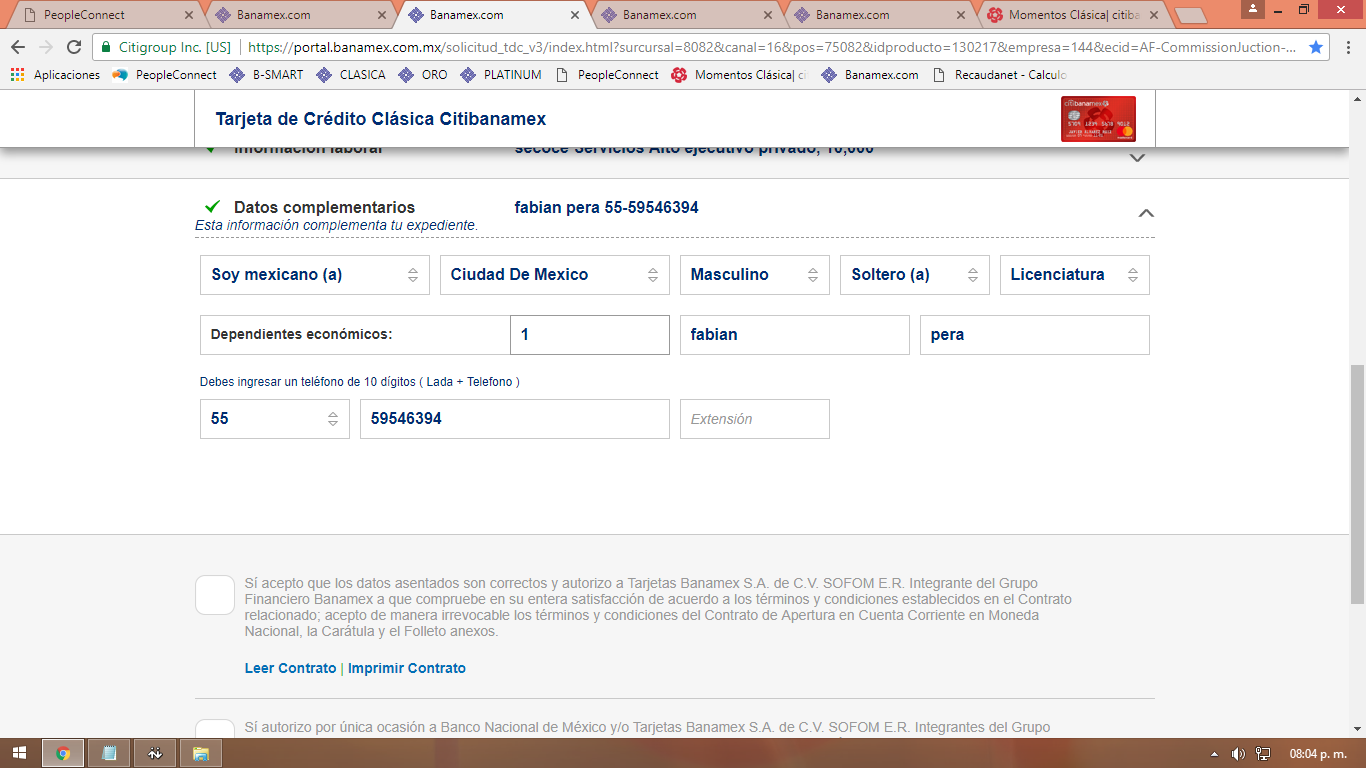 PeopleConnect
Banamex.com
Banamex.com
Banamex.com
Banamex.com
Momentos Clásica| citiba
Citigroup Inc. [US] https://portal.banamex.com.mx/solicitud_tdc_v3/index.html?surcursal=8082&canal=16&pos=75082&idproducto=130217&empresa=144&ecid=AF-CommissionJuction-...
Aplicaciones PeopleConnect B-SMART CLASICA ORO PLATINUM PeopleConnect Momentos Clásica| ci Banamex.com Recaudanet - Calculo
Tarjeta de Crédito Clásica Citibanamex
citibanamex
Información laboral secoce Servicios Alto ejecutivo privado, 10,000
Datos complementarios fabian pera 55-59546394
Esta información complementa tu expediente.
Soy mexicano (a) Ciudad De Mexico Masculino Soltero (a) Licenciatura
Dependientes económicos: 1 fabian pera
Debes ingresar un teléfono de 10 dígitos ( Lada + Telefono )
55 59546394 Extensión
Sí acepto que los datos asentados son correctos y autorizo a Tarjetas Banamex S.A. de C.V. SOFOM E.R. Integrante del Grupo
Financiero Banamex a que compruebe en su entera satisfacción de acuerdo a los términos y condiciones establecidos en el Contrato
relacionado; acepto de manera irrevocable los términos y condiciones del Contrato de Apertura en Cuenta Corriente en Moneda
Nacional, la Carátula y el Folleto anexos.
Leer Contrato | Imprimir Contrato
Sí autorizo por única ocasión a Banco Nacional de México y/o Tarjetas Banamex S.A. de C.V. SOFOM E.R. Integrantes del Grupo
08:04 p. m.